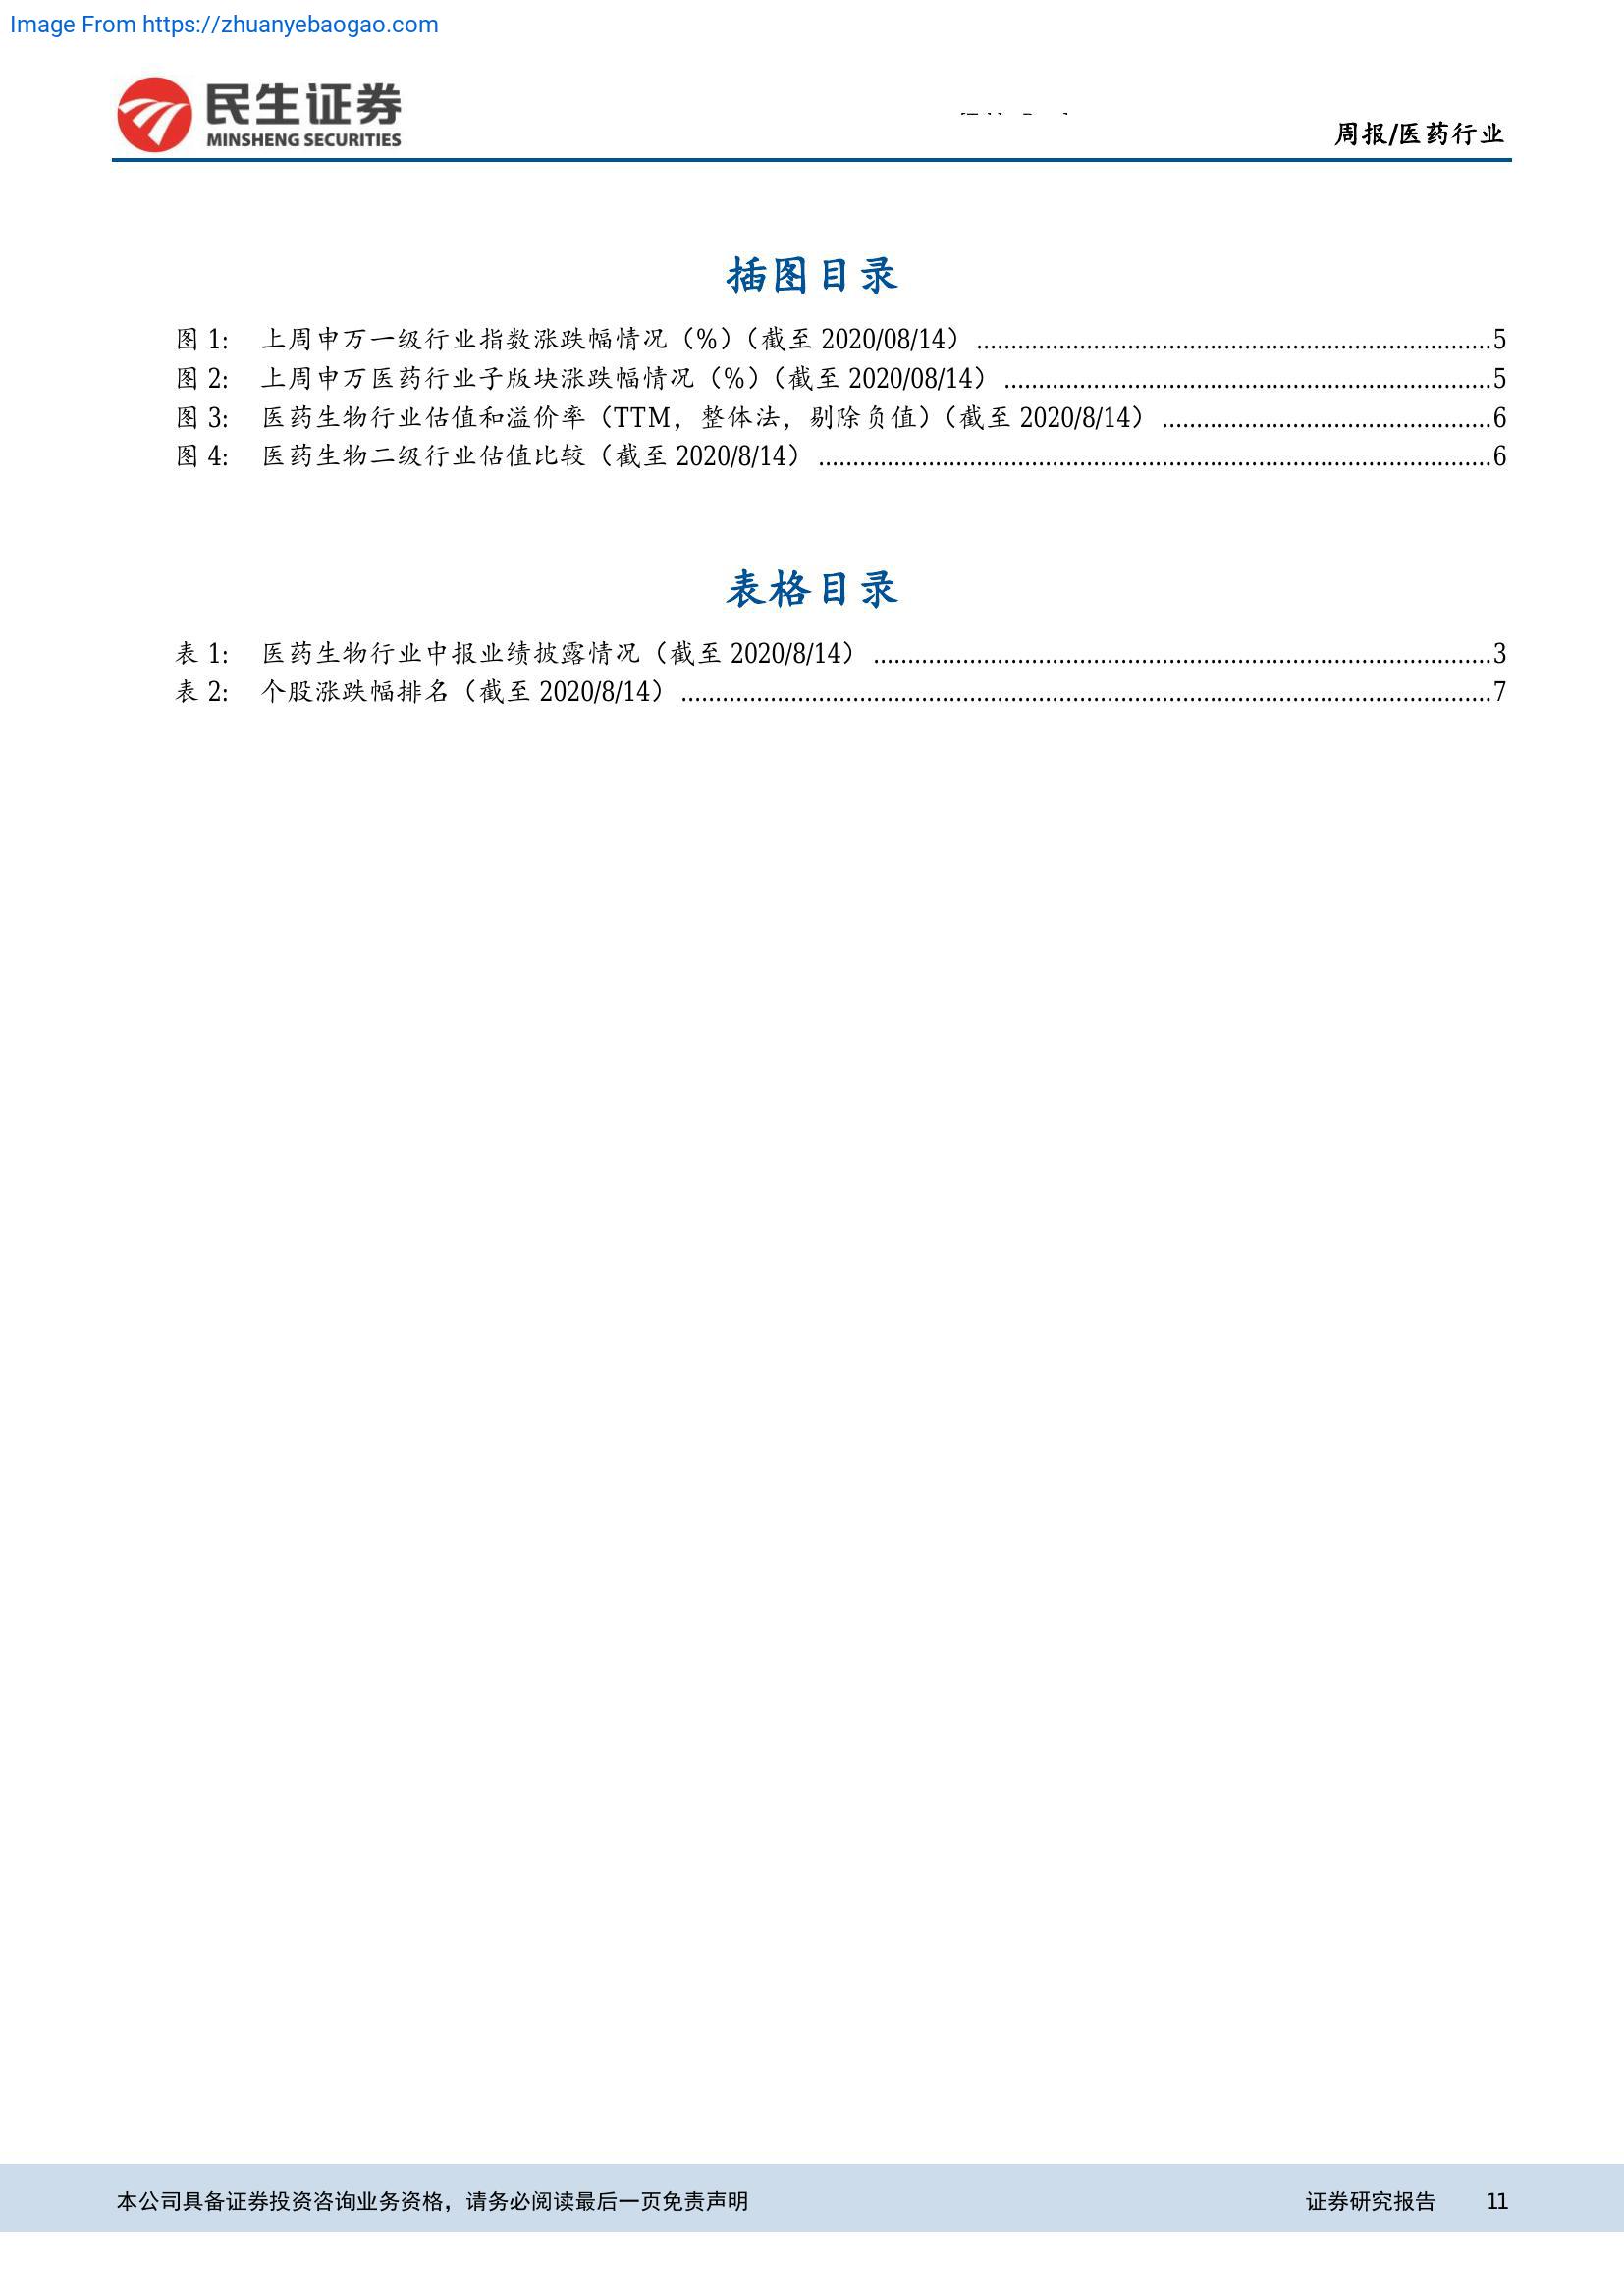 Image From https://zhuanyebaogao.com
民生证券
MINSHENG SECURITIES
周报/医药行业
插图目录
图 1: 上周申万一级行业指数涨跌幅情况（%）（截至 2020/08/14）...........................................................................5
图 2: 上周申万医药行业子版块涨跌幅情况（%）（截至 2020/08/14）.......................................................................5
图 3: 医药生物行业估值和溢价率（TTM，整体法，剔除负值）（截至 2020/8/14）................................................6
图 4: 医药生物二级行业估值比较（截至 2020/8/14）..................................................................................................6
表格目录
表 1: 医药生物行业中报业绩披露情况（截至 2020/8/14）..........................................................................................3
表 2: 个股涨跌幅排名（截至 2020/8/14）......................................................................................................................7
本公司具备证券投资咨询业务资格，请务必阅读最后一页免责声明
证券研究报告 11